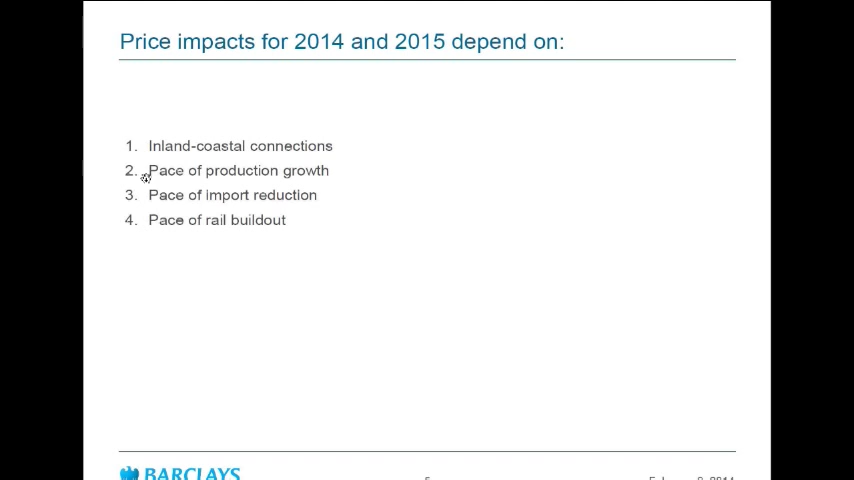 Price impacts for 2014 and 2015 depend on:
1. Inland-coastal connections
2. Pace of production growth
3. Pace of import reduction
4. Pace of rail buildout
BARCLAYS